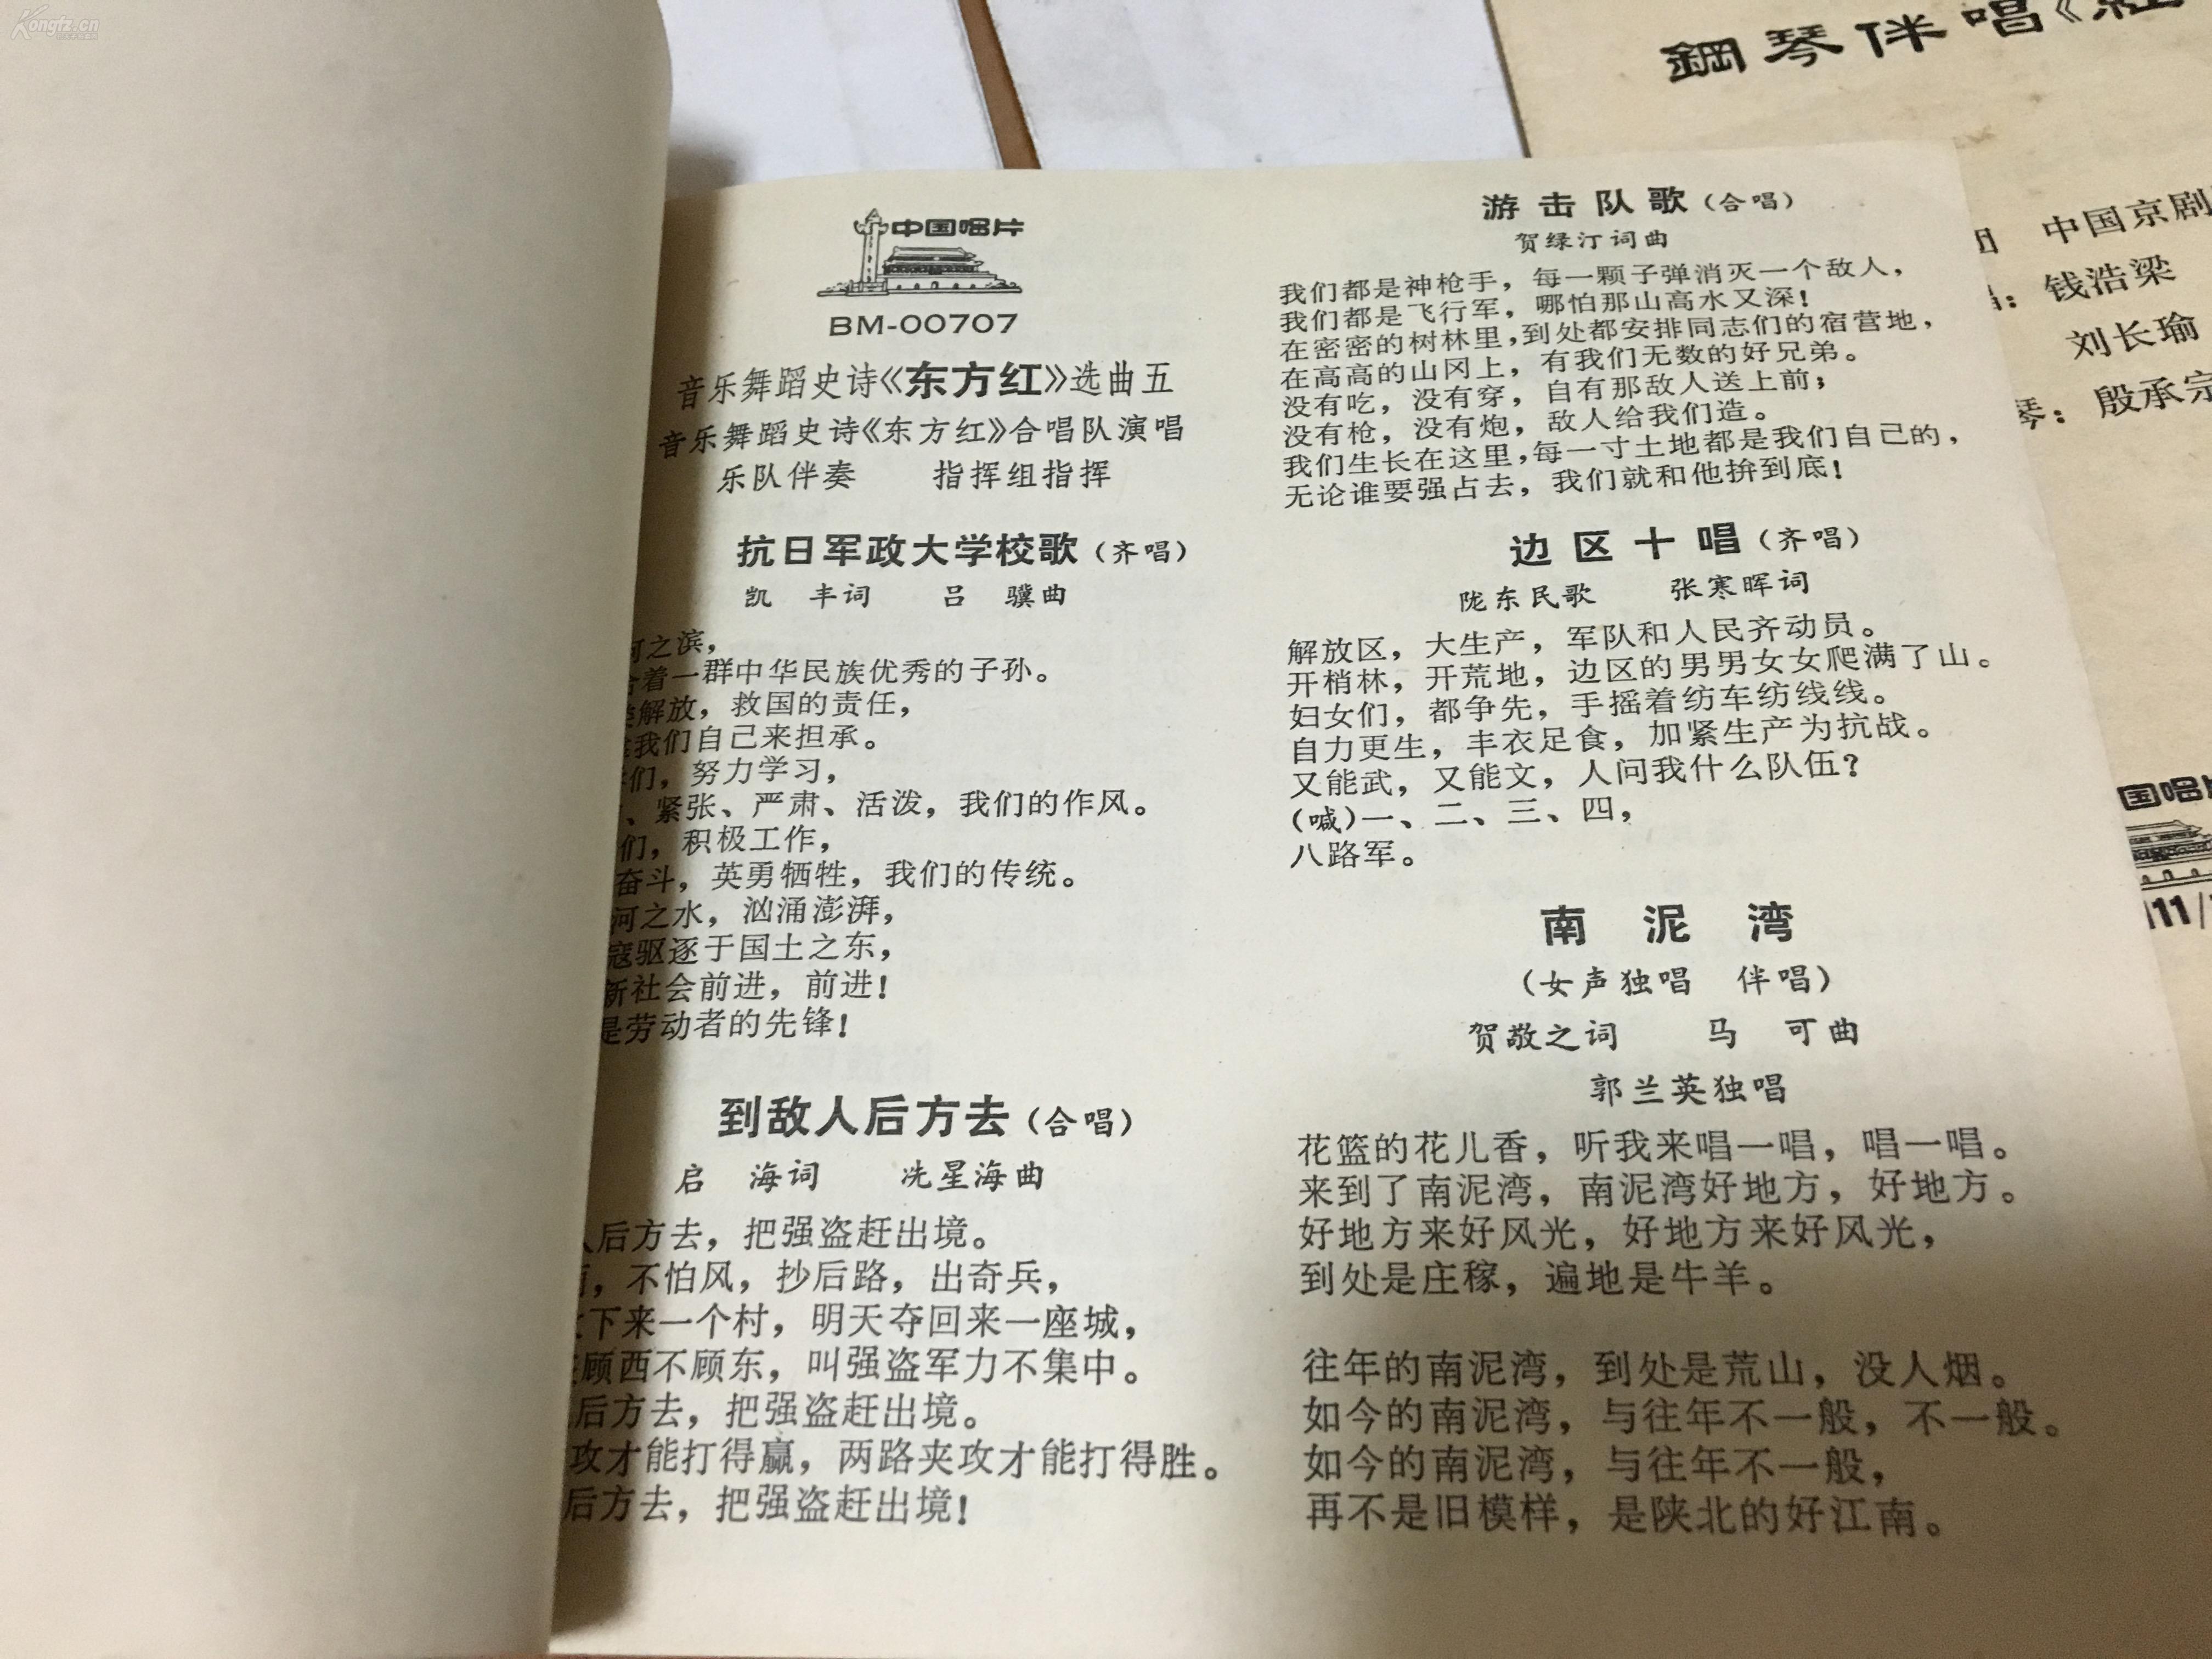 Kongfz.cn
中国唱片
BM-00707
音乐舞蹈史诗《东方红》选曲五
音乐舞蹈史诗《东方红》合唱队演唱
乐队伴奏 指挥组指挥
抗日军政大学校歌(齐唱)
凯 丰词 吕 骥曲
河之滨，
合着一群中华民族优秀的子孙。
类解放，救国的责任，
我们自己来担承。
们，努力学习，
、紧张、严肃、活泼，我们的作风。
们，积极工作，
奋斗，英勇牺牲，我们的传统。
河之水，汹涌澎湃，
寇驱逐于国土之东，
新社会前进，前进！
是劳动者的先锋！
到敌人后方去(合唱)
启 海词 冼星海曲
人后方去，把强盗赶出境。
，不怕风，抄后路，出奇兵，
下来一个村，明天夺回来一座城，
顾西不顾东，叫强盗军力不集中。
后方去，把强盗赶出境。
攻才能打得赢，两路夹攻才能打得胜。
后方去，把强盗赶出境！
游击队歌(合唱)
贺绿汀词曲
我们都是神枪手，每一颗子弹消灭一个敌人，
我们都是飞行军，哪怕那山高水又深！
在密密的树林里，到处都安排同志们的宿营地，
在高高的山冈上，有我们无数的好兄弟。
没有吃，没有穿，自有那敌人送上前；
没有枪，没有炮，敌人给我们造。
我们生长在这里，每一寸土地都是我们自己的，
无论谁要强占去，我们就和他拚到底！
边区十唱(齐唱)
陇东民歌 张寒晖词
解放区，大生产，军队和人民齐动员。
开梢林，开荒地，边区的男男女女爬满了山。
妇女们，都争先，手摇着纺车纺线线。
自力更生，丰衣足食，加紧生产为抗战。
又能武，又能文，人问我什么队伍？
(喊)一、二、三、四，
八路军。
南泥湾
(女声独唱 伴唱)
贺敬之词 马 可曲
郭兰英独唱
花篮的花儿香，听我来唱一唱，唱一唱。
来到了南泥湾，南泥湾好地方，好地方。
好地方来好风光，好地方来好风光，
到处是庄稼，遍地是牛羊。
往年的南泥湾，到处是荒山，没人烟。
如今的南泥湾，与往年不一般，不一般。
如今的南泥湾，与往年不一般，
再不是旧模样，是陕北的好江南。
鋼琴伴唱《紅
中国京剧
：钱浩梁
刘长瑜
琴：殷承宗
国唱片
11/